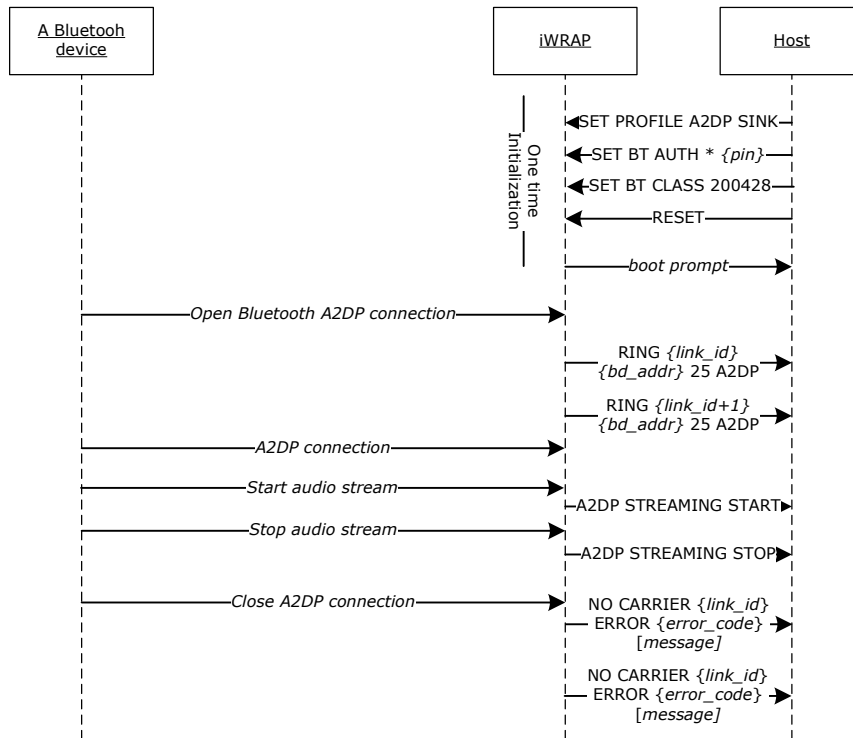 A Bluetooh
device
iWRAP
Host
SET PROFILE A2DP SINK
SET BT AUTH * {pin}
SET BT CLASS 200428
RESET
One time
Initialization
boot prompt
Open Bluetooth A2DP connection
RING {link_id}
{bd_addr} 25 A2DP
RING {link_id+1}
{bd_addr} 25 A2DP
A2DP connection
Start audio stream
A2DP STREAMING START
Stop audio stream
A2DP STREAMING STOP
Close A2DP connection
NO CARRIER {link_id}
ERROR {error_code}
[message]
NO CARRIER {link_id}
ERROR {error_code}
[message]